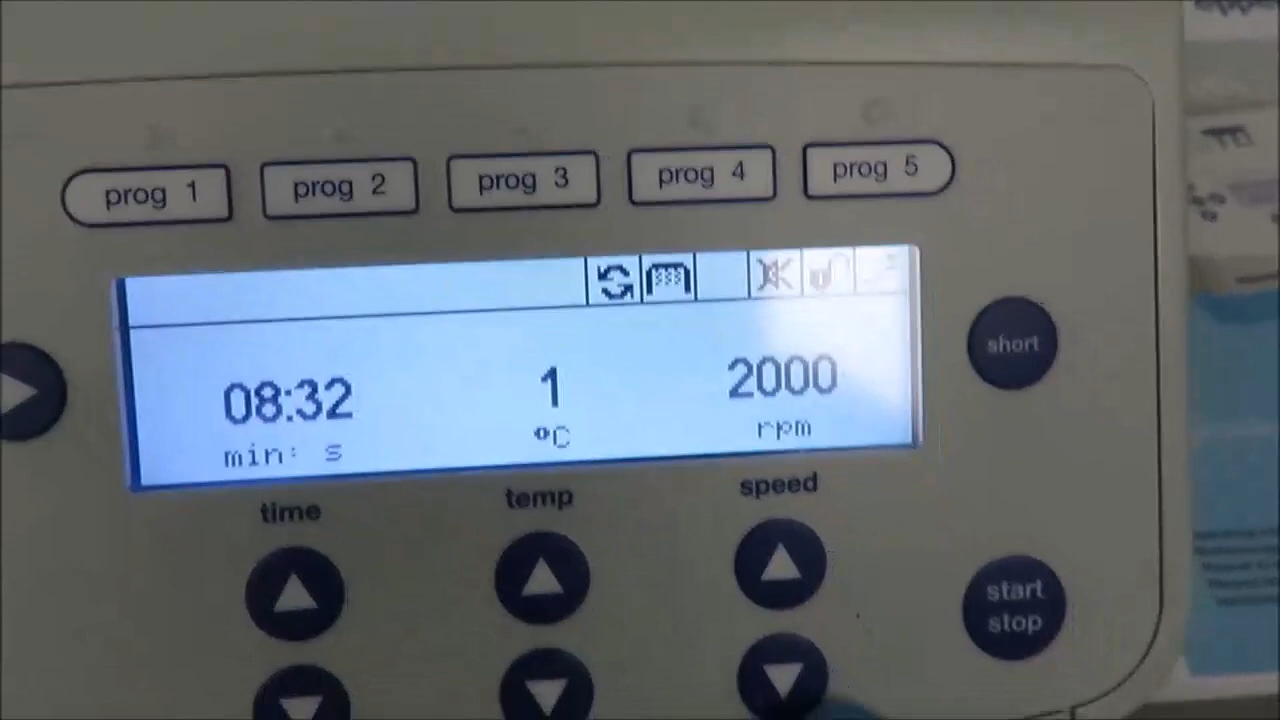 prog 1
prog 2
prog 3
prog 4
prog 5
08:32
min: s
1
°C
2000
rpm
short
time
temp
speed
start
stop